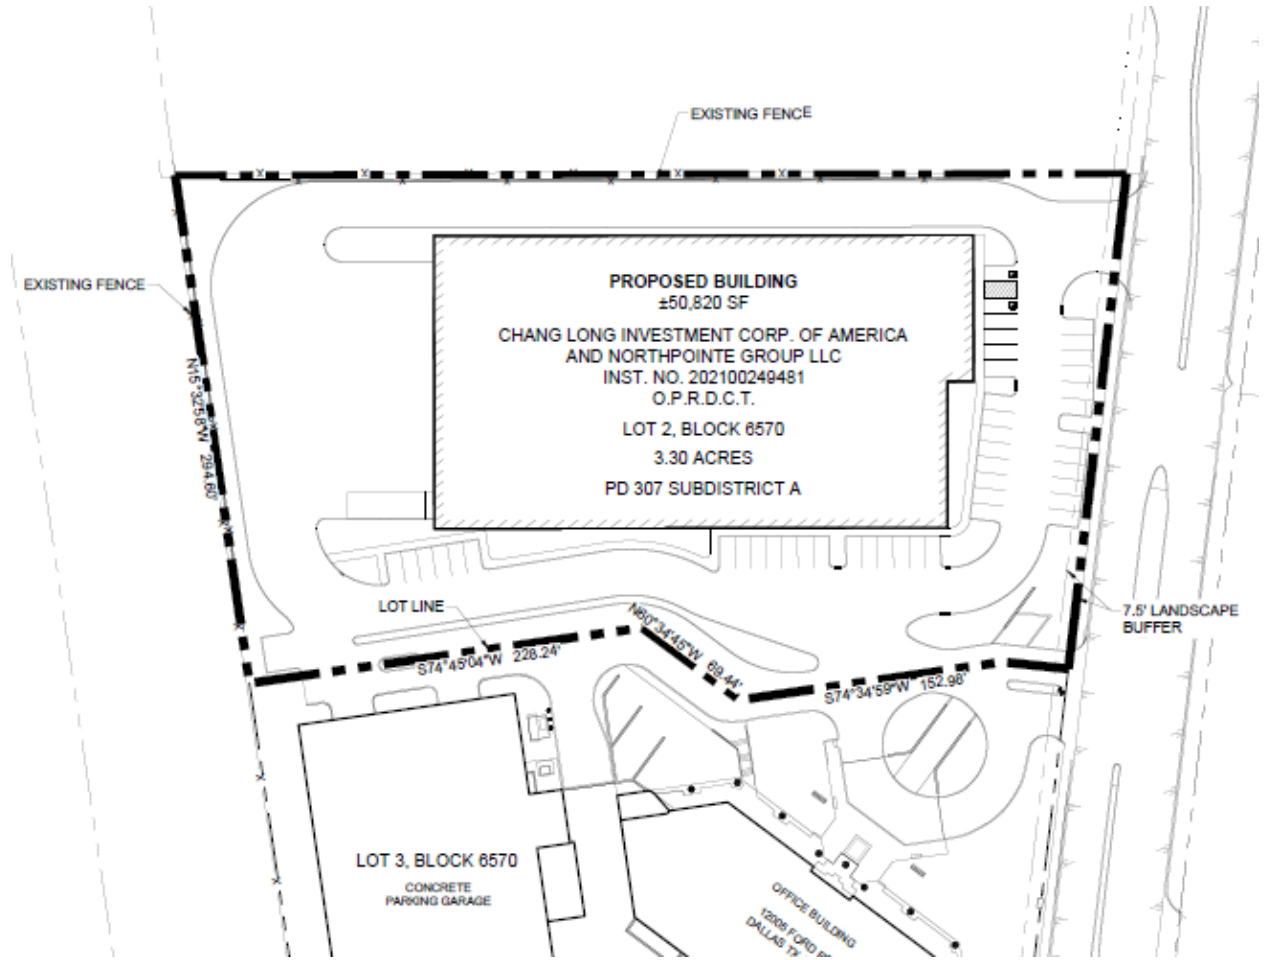 EXISTING FENCE
EXISTING FENCE
PROPOSED BUILDING
±50,820 SF
CHANG LONG INVESTMENT CORP. OF AMERICA
AND NORTHPOINTE GROUP LLC
INST. NO. 202100249481
O.P.R.D.C.T.
LOT 2, BLOCK 6570
3.30 ACRES
PD 307 SUBDISTRICT A
N15°32'58"W 294.60'
LOT LINE
S74°45'04"W 228.24'
N60°34'45"W 69.44'
S74°34'59"W 152.98'
7.5' LANDSCAPE
BUFFER
LOT 3, BLOCK 6570
CONCRETE
PARKING GARAGE
OFFICE BUILDING
12005 FORD
DALLAS TX